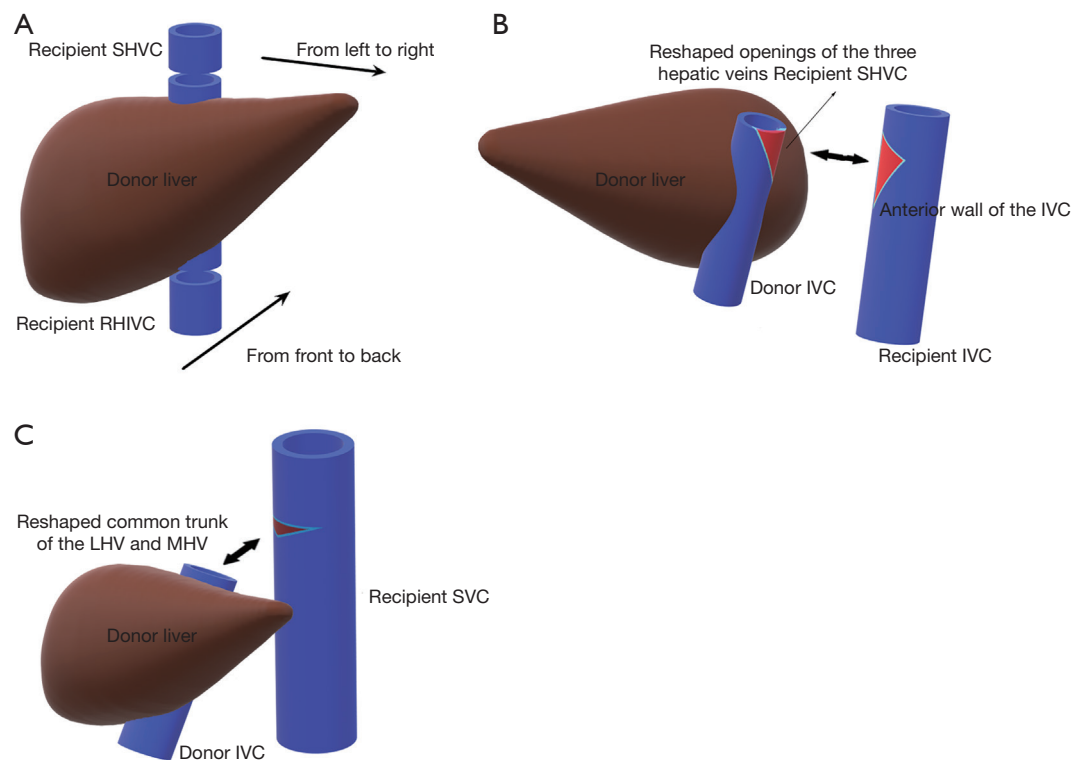 A
Recipient SHVC
From left to right
Donor liver
Recipient RHIVC
From front to back
B
Reshaped openings of the three
hepatic veins Recipient SHVC
Donor liver
Anterior wall of the IVC
Donor IVC
Recipient IVC
C
Reshaped common trunk
of the LHV and MHV
Recipient SVC
Donor liver
Donor IVC